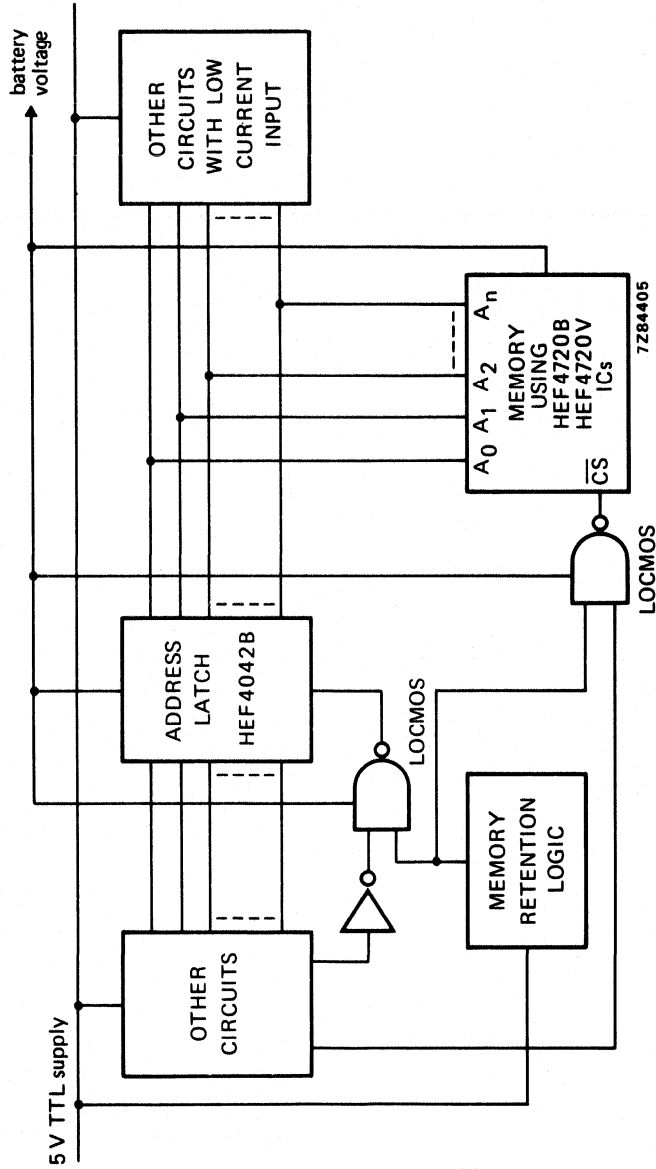 battery
voltage
5 V TTL supply
OTHER
CIRCUITS
ADDRESS
LATCH
HEF4042B
OTHER
CIRCUITS
WITH LOW
CURRENT
INPUT
LOCMOS
MEMORY
RETENTION
LOGIC
LOCMOS
CS
A0 A1 A2 An
MEMORY
USING
HEF4720B
HEF4720V
ICs
7Z84405